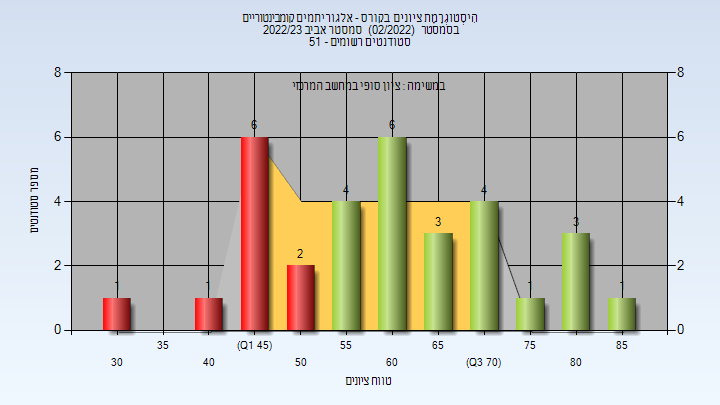 היסטוגרמת ציונים בקורס - אלגוריתמים קומבינטוריים
בסמסטר (02/2022) סמסטר אביב 2022/23
סטודנטים רשומים - 51
במשימה : ציון סופי במחשב המרכזי
8 8
6 6
4 4
2 2
0 0
1 1 6 2 4 6 3 4 1 3 1
מספר סטודנטים
35 (Q1 45) 55 65 75 85
30 40 50 60 (Q3 70) 80
טווח ציונים